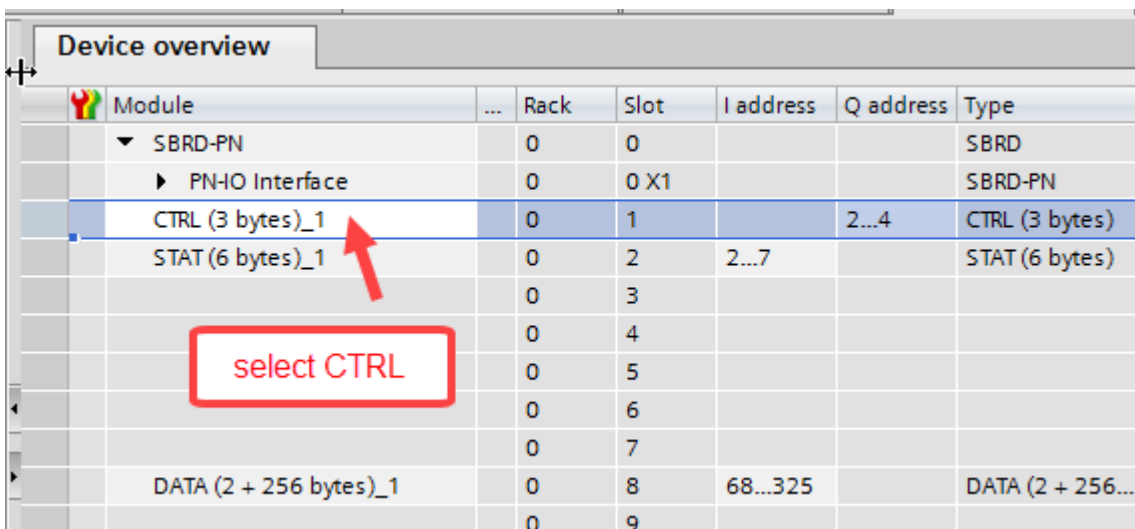 Device overview
Module ... Rack Slot I address Q address Type
SBRD-PN 0 0 SBRD
PN-IO Interface 0 0 X1 SBRD-PN
CTRL (3 bytes)_1 0 1 2...4 CTRL (3 bytes)
STAT (6 bytes)_1 0 2 2...7 STAT (6 bytes)
0 3
0 4
select CTRL
0 5
0 6
0 7
DATA (2 + 256 bytes)_1 0 8 68...325 DATA (2 + 256...
0 9